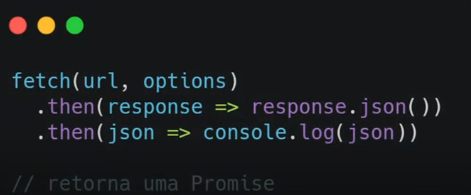 fetch(url, options)
.then(response => response.json())
.then(json => console.log(json))
// retorna uma Promise